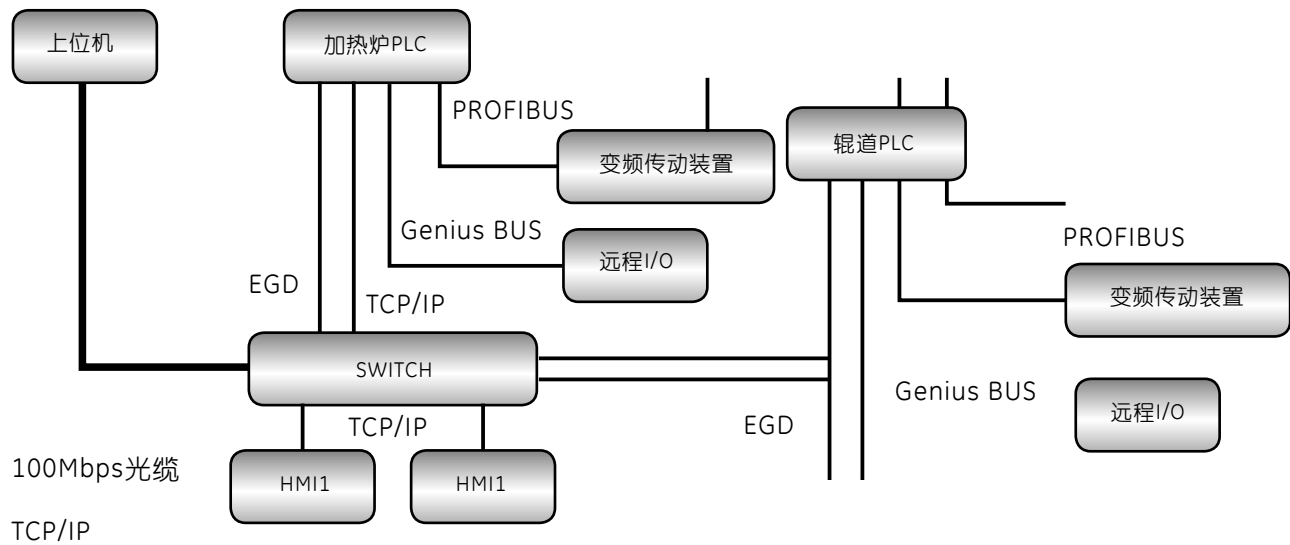 上位机
加热炉PLC
PROFIBUS
变频传动装置
辊道PLC
Genius BUS
远程I/O
PROFIBUS
EGD
TCP/IP
变频传动装置
SWITCH
Genius BUS
远程I/O
TCP/IP
EGD
100Mbps光缆
HMI1
HMI1
TCP/IP